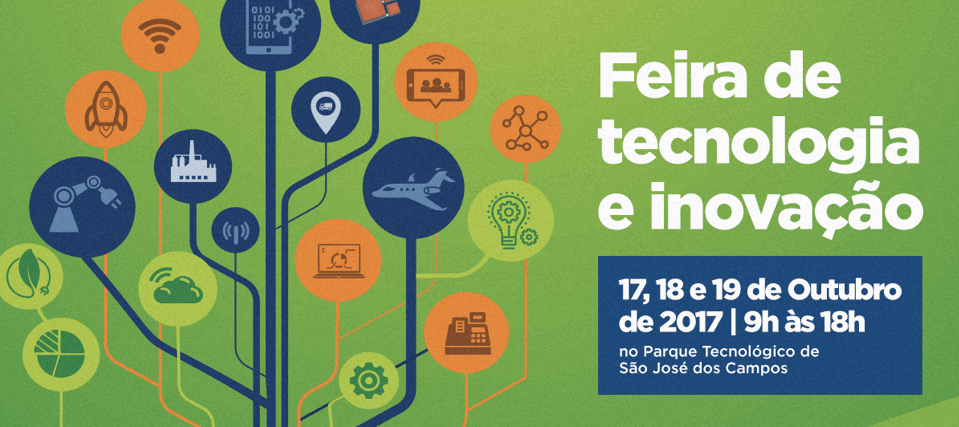 Feira de
tecnologia
e inovação
17, 18 e 19 de Outubro
de 2017 | 9h às 18h
no Parque Tecnológico de
São José dos Campos